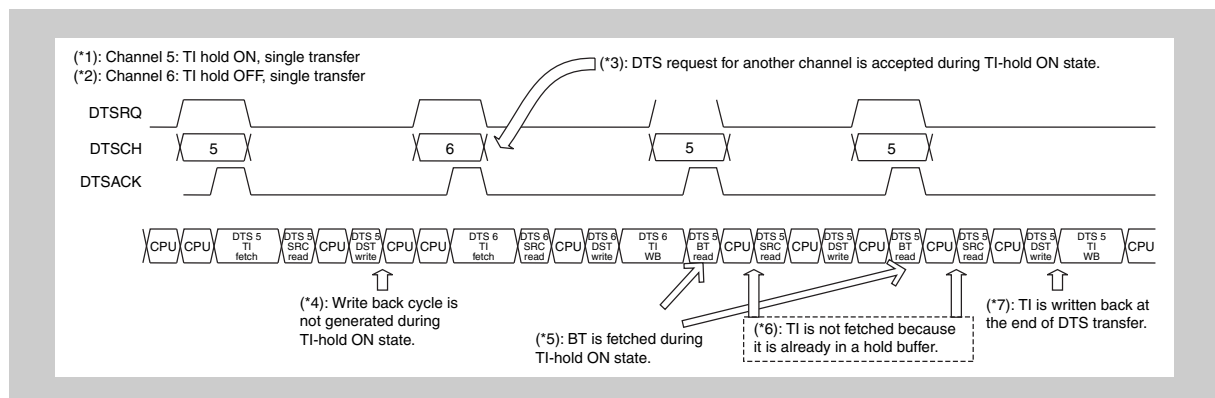 (*1): Channel 5: TI hold ON, single transfer
(*2): Channel 6: TI hold OFF, single transfer
(*3): DTS request for another channel is accepted during TI-hold ON state.
DTSRQ
DTSCH
5
6
5
5
DTSACK
CPU
CPU
DTS 5
TI
fetch
DTS 5
SRC
read
CPU
DTS 5
DST
write
CPU
CPU
DTS 6
TI
fetch
DTS 6
SRC
read
CPU
DTS 6
DST
write
DTS 6
TI
WB
DTS 5
BT
read
CPU
DTS 5
SRC
read
CPU
DTS 5
DST
write
CPU
DTS 5
BT
read
CPU
DTS 5
SRC
read
CPU
DTS 5
DST
write
DTS 5
TI
WB
CPU
(*4): Write back cycle is
not generated during
TI-hold ON state.
(*5): BT is fetched during
TI-hold ON state.
(*6): TI is not fetched because
it is already in a hold buffer.
(*7): TI is written back at
the end of DTS transfer.